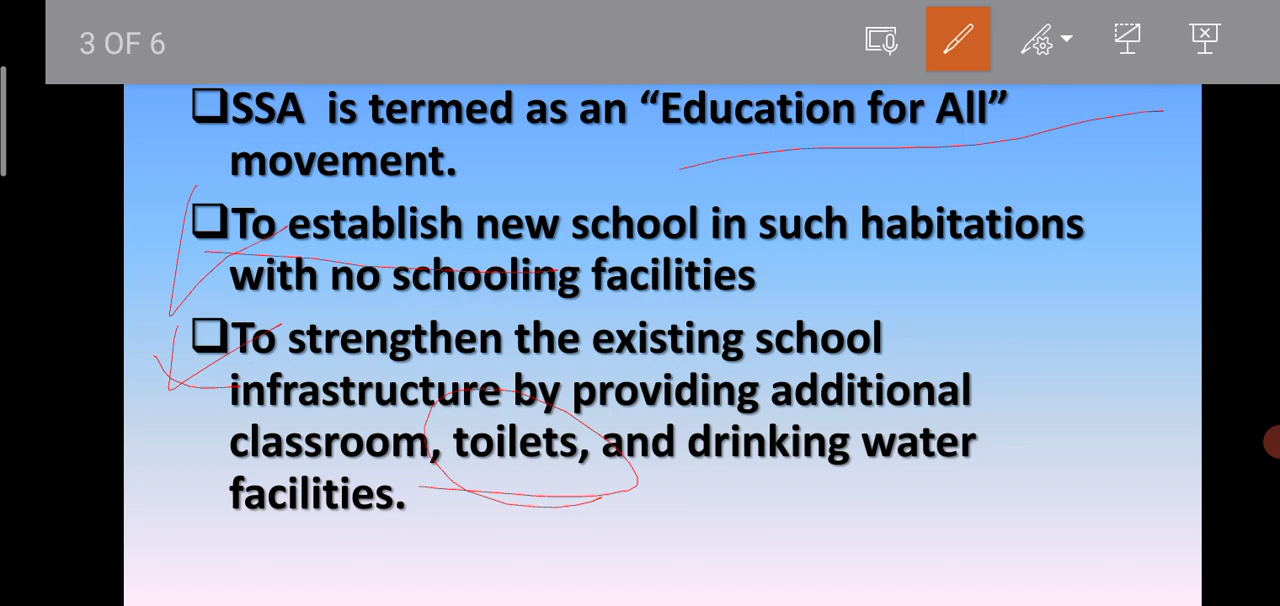 3 OF 6
❑SSA is termed as an “Education for All”
movement.
❑To establish new school in such habitations
with no schooling facilities
❑To strengthen the existing school
infrastructure by providing additional
classroom, toilets, and drinking water
facilities.